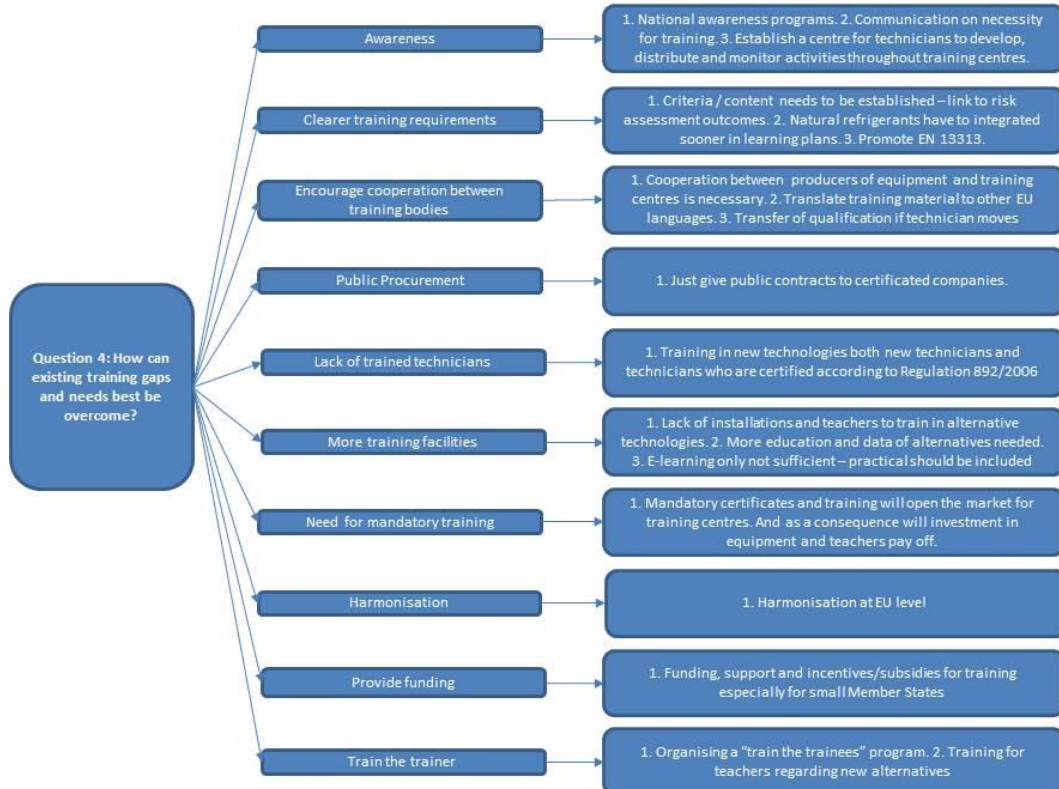 Question 4: How can
existing training gaps
and needs best be
overcome?
Awareness
1. National awareness programs. 2. Communication on necessity
for training. 3. Establish a centre for technicians to develop,
distribute and monitor activities throughout training centres.
Clearer training requirements
1. Criteria / content needs to be established – link to risk
assessment outcomes. 2. Natural refrigerants have to integrated
sooner in learning plans. 3. Promote EN 13313.
Encourage cooperation between
training bodies
1. Cooperation between producers of equipment and training
centres is necessary. 2. Translate training material to other EU
languages. 3. Transfer of qualification if technician moves
Public Procurement
1. Just give public contracts to certificated companies.
Lack of trained technicians
1. Training in new technologies both new technicians and
technicians who are certified according to Regulation 892/2006
More training facilities
1. Lack of installations and teachers to train in alternative
technologies. 2. More education and data of alternatives needed.
3. E-learning only not sufficient – practical should be included
Need for mandatory training
1. Mandatory certificates and training will open the market for
training centres. And as a consequence will investment in
equipment and teachers pay off.
Harmonisation
1. Harmonisation at EU level
Provide funding
1. Funding, support and incentives/subsidies for training
especially for small Member States
Train the trainer
1. Organising a “train the trainees” program. 2. Training for
teachers regarding new alternatives